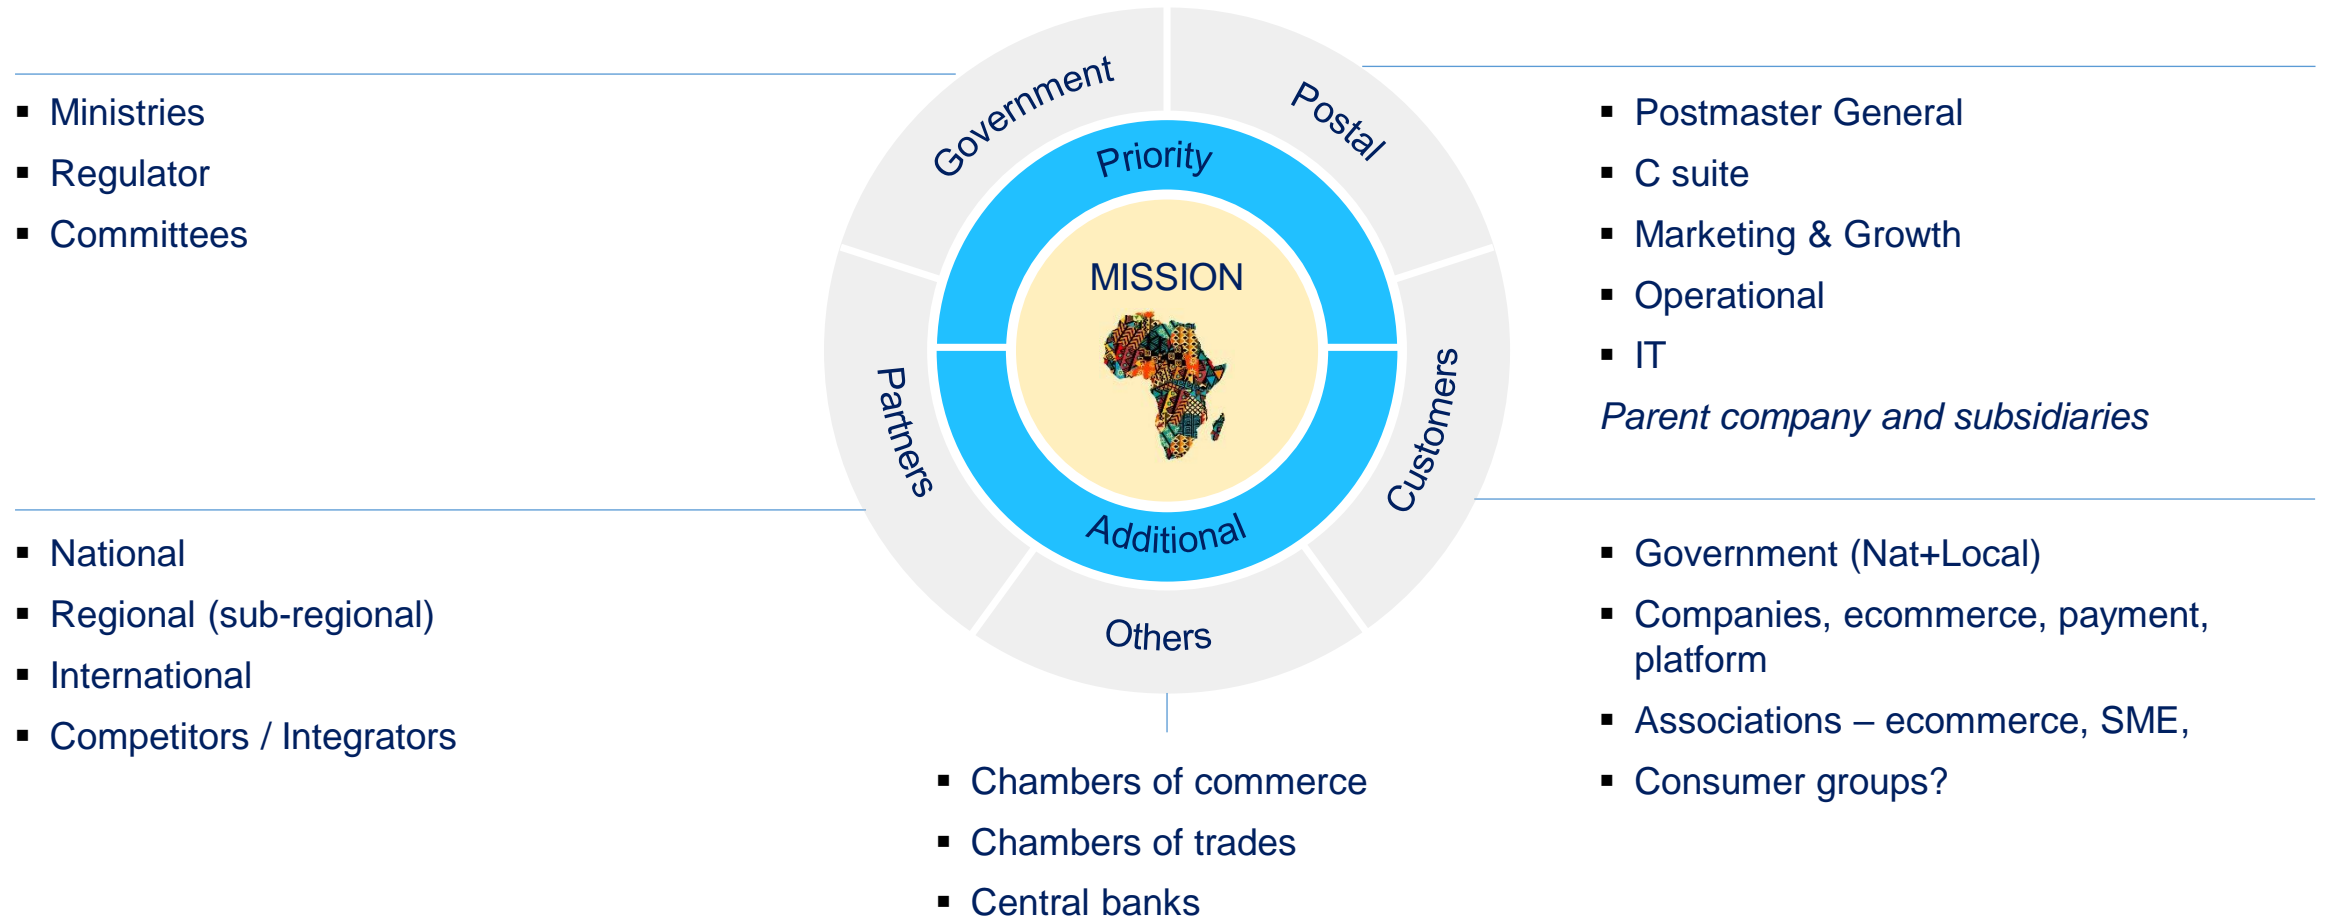 Government
Postal
Priority
MISSION
Partners
Customers
Additional
Others
▪ Ministries
▪ Regulator
▪ Committees
▪ Postmaster General
▪ C suite
▪ Marketing & Growth
▪ Operational
▪ IT
Parent company and subsidiaries
▪ National
▪ Regional (sub-regional)
▪ International
▪ Competitors / Integrators
▪ Government (Nat+Local)
▪ Companies, ecommerce, payment,
platform
▪ Associations – ecommerce, SME,
▪ Consumer groups?
▪ Chambers of commerce
▪ Chambers of trades
▪ Central banks